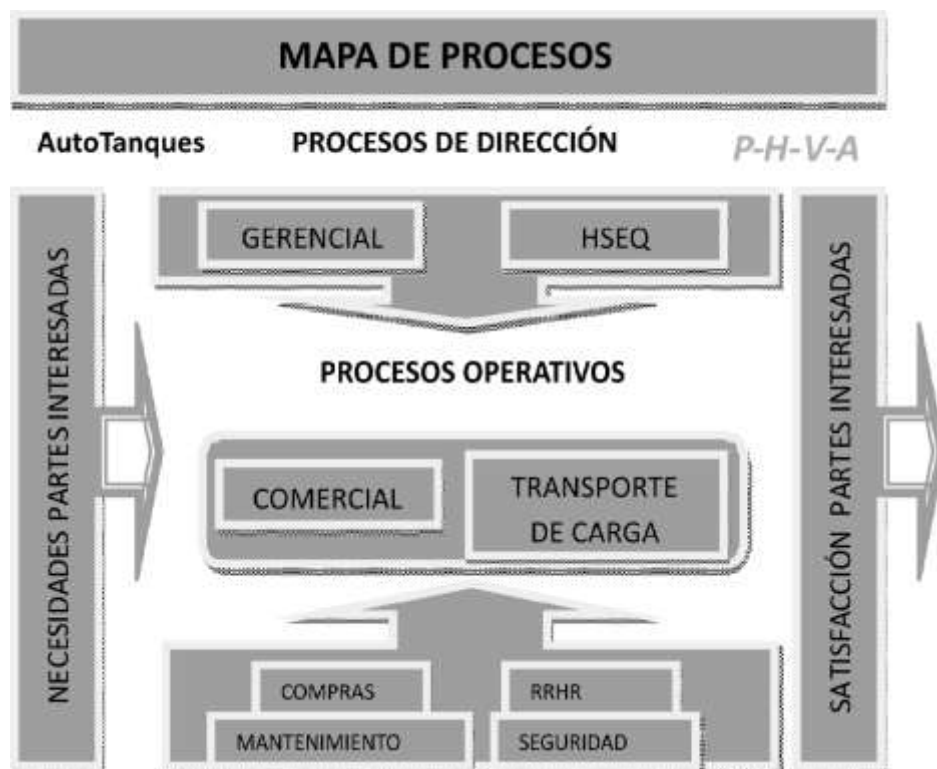 MAPA DE PROCESOS
AutoTanques
PROCESOS DE DIRECCIÓN
P-H-V-A
NECESIDADES PARTES INTERESADAS
GERENCIAL
HSEQ
PROCESOS OPERATIVOS
COMERCIAL
TRANSPORTE
DE CARGA
COMPRAS
RRHR
MANTENIMIENTO
SEGURIDAD
SATISFACCIÓN PARTES INTERESADAS